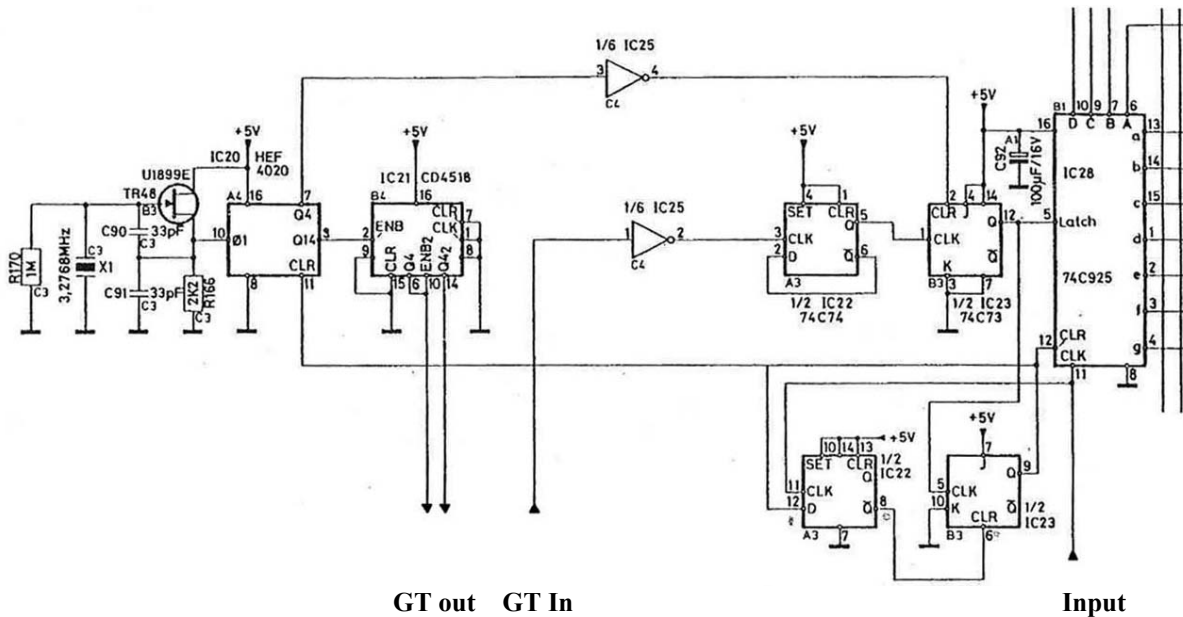 1/6 IC25
3 4
C4
+5V
IC20 HEF
4020
U1899E
TR48
B3
A4 16 7
Q4
Ø1 Q14
10 3
CLR
8 11
C90 33pF
C3
C91 33pF
C3
R170
1M
C3
3,2768MHz
C3
X1
2K2
R166
C3
+5V
IC21 CD4518
B4 16
ENB CLR 7
CLK 1
2 9 8
CLR Q4 ENB2 Q42
15 6 10 14
1/6 IC25
1 2
C4
+5V
4 1
SET CLR
Q 5
3 CLK
2 D Q 6
A3
1/2 IC22
74C74
+5V
2 4 14
CLR J
Q 12
1 CLK
K
B3 3 7
1/2 IC23
74C73
A1
C92
100µF/16V
B1 10 9 7 6
D C B A
16 a 13
IC28
b 14
5 Latch c 15
d 1
74C925 e 2
f 3
g 4
12 CLR
CLK
11 8
+5V
10 14 13
SET CLR
Q
1/2
IC22
11 CLK
12 D Q 8
A3 7
+5V
7
J
Q 9
5 CLK
10 K Q
CLR
B3 6
1/2
IC23
GT out GT In Input